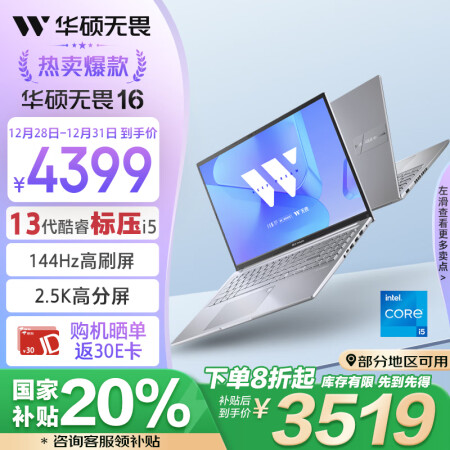 华硕无畏
热卖爆款
华硕无畏16
12月28日-12月31日 到手价
¥4399
13代酷睿标压i5
144Hz高刷屏
2.5K高分屏
¥30
购机晒单
返30E卡
左滑查看更多卖点>
intel
CORE
i5
部分地区可用
国家
补贴
20%
*咨询客服领补贴
下单8折起 库存有限 先到先得
补贴后
到手价
¥3519